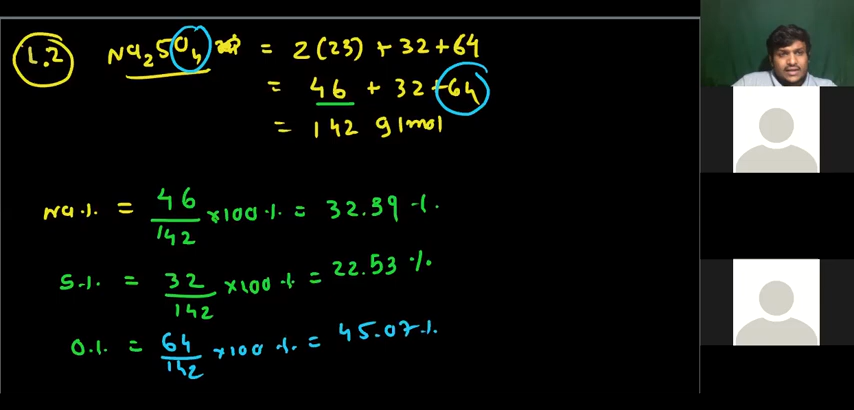 1.2 Na₂SO₄ = 2(23) + 32 + 64
= 46 + 32 + 64
= 142 g/mol
Na% = 46/142 × 100% = 32.39%
S% = 32/142 × 100% = 22.53%
O% = 64/142 × 100% = 45.07%